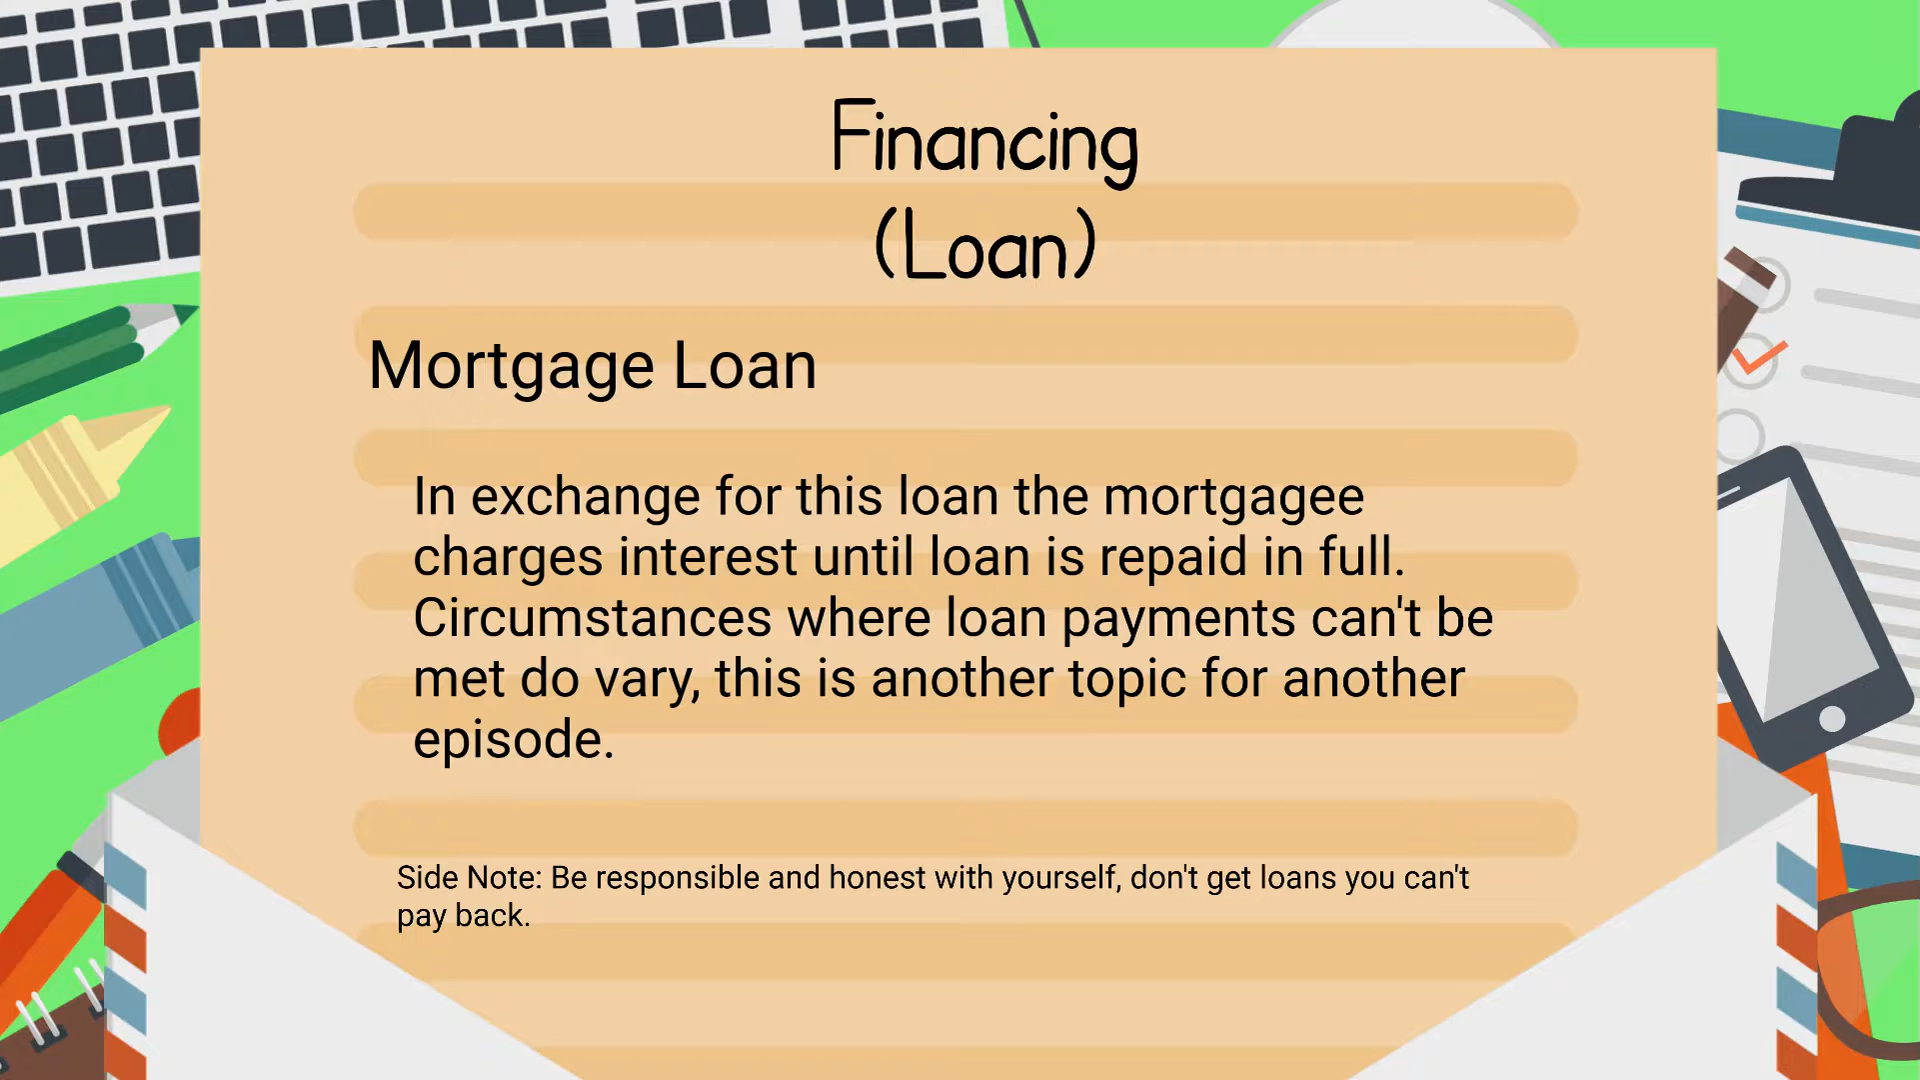 Financing
(Loan)
Mortgage Loan
In exchange for this loan the mortgagee
charges interest until loan is repaid in full.
Circumstances where loan payments can't be
met do vary, this is another topic for another
episode.
Side Note: Be responsible and honest with yourself, don't get loans you can't
pay back.